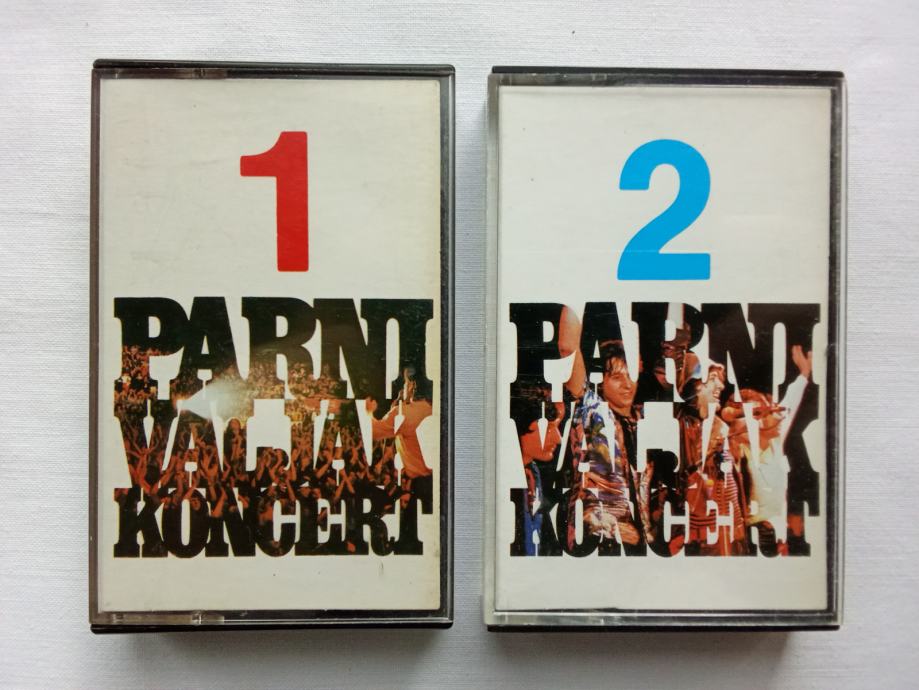 1
PARNI
VALJAK
KONCERT
2
PARNI
VALJAK
KONCERT